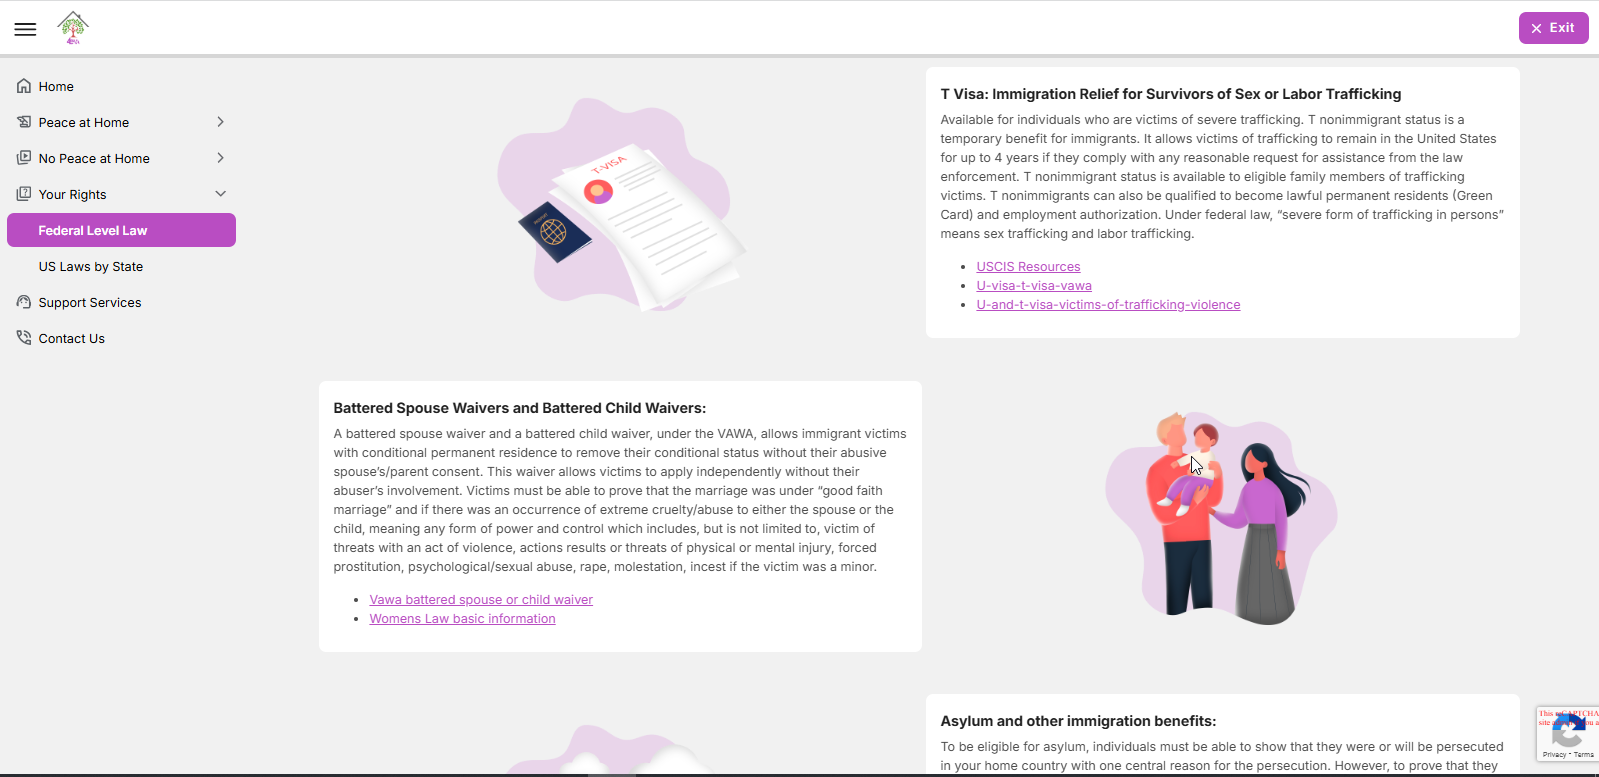 Exit
Home
Peace at Home
No Peace at Home
Your Rights
Federal Level Law
US Laws by State
Support Services
Contact Us
T-VISA
PASSPORT
T Visa: Immigration Relief for Survivors of Sex or Labor Trafficking
Available for individuals who are victims of severe trafficking. T nonimmigrant status is a
temporary benefit for immigrants. It allows victims of trafficking to remain in the United States
for up to 4 years if they comply with any reasonable request for assistance from the law
enforcement. T nonimmigrant status is available to eligible family members of trafficking
victims. T nonimmigrants can also be qualified to become lawful permanent residents (Green
Card) and employment authorization. Under federal law, “severe form of trafficking in persons”
means sex trafficking and labor trafficking.
USCIS Resources
U-visa-t-visa-vawa
U-and-t-visa-victims-of-trafficking-violence
Battered Spouse Waivers and Battered Child Waivers:
A battered spouse waiver and a battered child waiver, under the VAWA, allows immigrant victims
with conditional permanent residence to remove their conditional status without their abusive
spouse’s/parent consent. This waiver allows victims to apply independently without their
abuser’s involvement. Victims must be able to prove that the marriage was under “good faith
marriage” and if there was an occurrence of extreme cruelty/abuse to either the spouse or the
child, meaning any form of power and control which includes, but is not limited to, victim of
threats with an act of violence, actions results or threats of physical or mental injury, forced
prostitution, psychological/sexual abuse, rape, molestation, incest if the victim was a minor.
Vawa battered spouse or child waiver
Womens Law basic information
Asylum and other immigration benefits:
To be eligible for asylum, individuals must be able to show that they were or will be persecuted
in your home country with one central reason for the persecution. However, to prove that they
This reCAPTCHA
site
Privacy - Terms